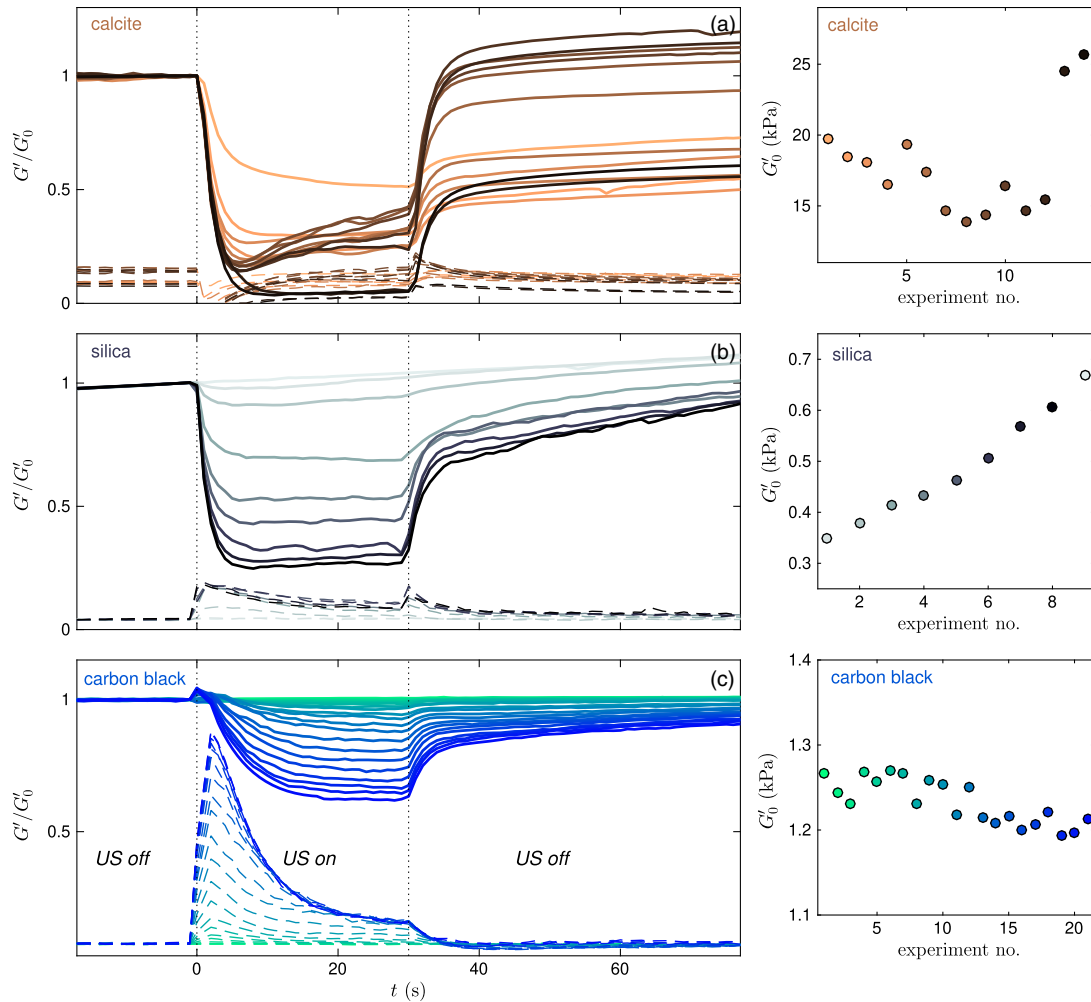 calcite
(a)
1
0.5
0
G′/G′0
calcite
25
20
15
G′0 (kPa)
5
10
experiment no.
silica
(b)
1
0.5
0
G′/G′0
silica
0.7
0.6
0.5
0.4
0.3
G′0 (kPa)
2
4
6
8
experiment no.
carbon black
(c)
1
0.5
G′/G′0
US off
US on
US off
0
20
40
60
t (s)
carbon black
1.4
1.3
1.2
1.1
G′0 (kPa)
5
10
15
20
experiment no.